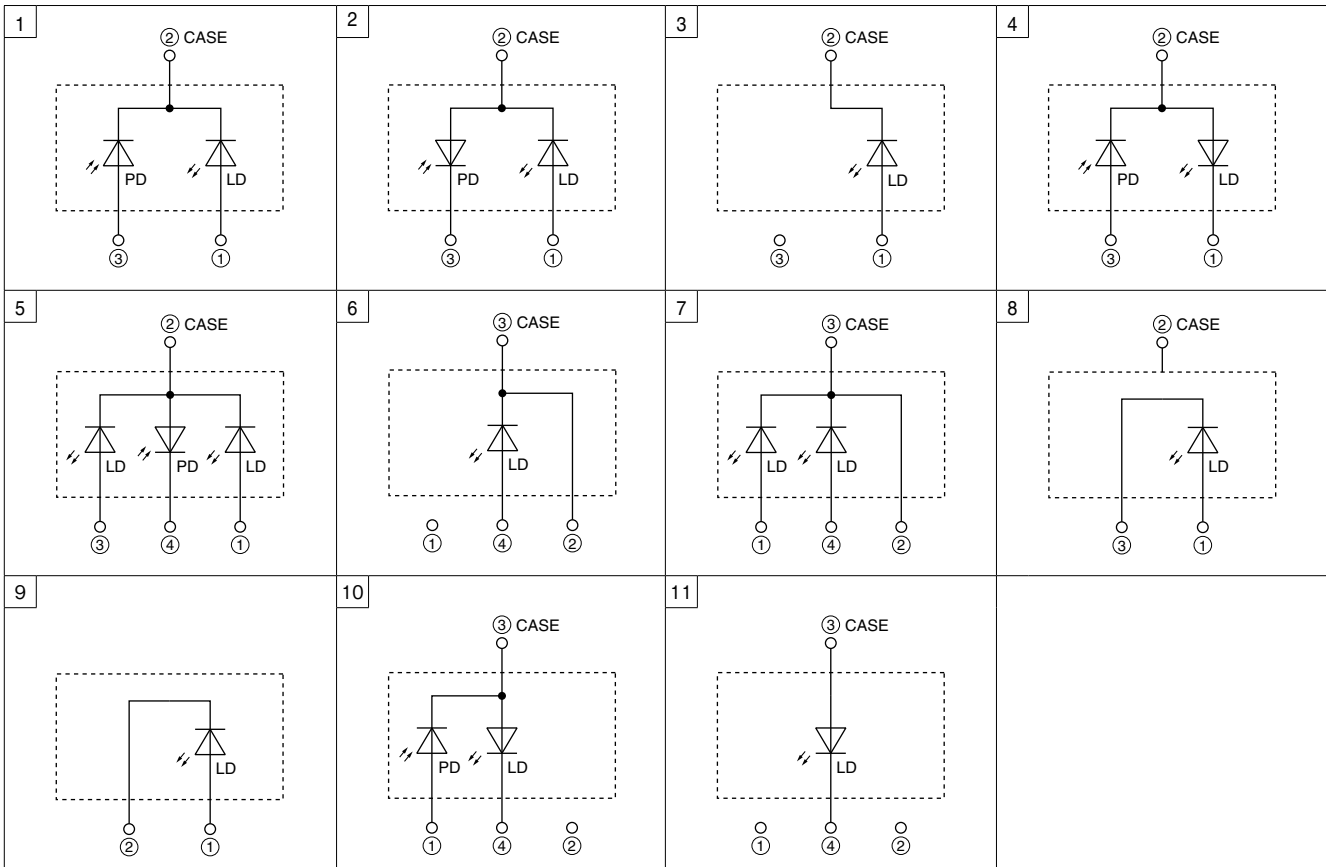 1
② CASE
PD
LD
③
①
2
② CASE
PD
LD
③
①
3
② CASE
LD
③
①
4
② CASE
PD
LD
③
①
5
② CASE
LD
PD
LD
③
④
①
6
③ CASE
LD
①
④
②
7
③ CASE
LD
LD
①
④
②
8
② CASE
LD
③
①
9
LD
②
①
10
③ CASE
PD
LD
①
④
②
11
③ CASE
LD
①
④
②